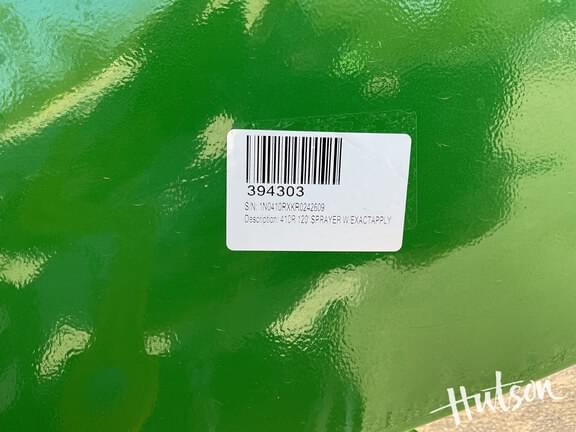 394303
S/N: 1N0410RXKR0242609
Description: 410R 120' SPRAYER W EXACTAPPLY
Hutson